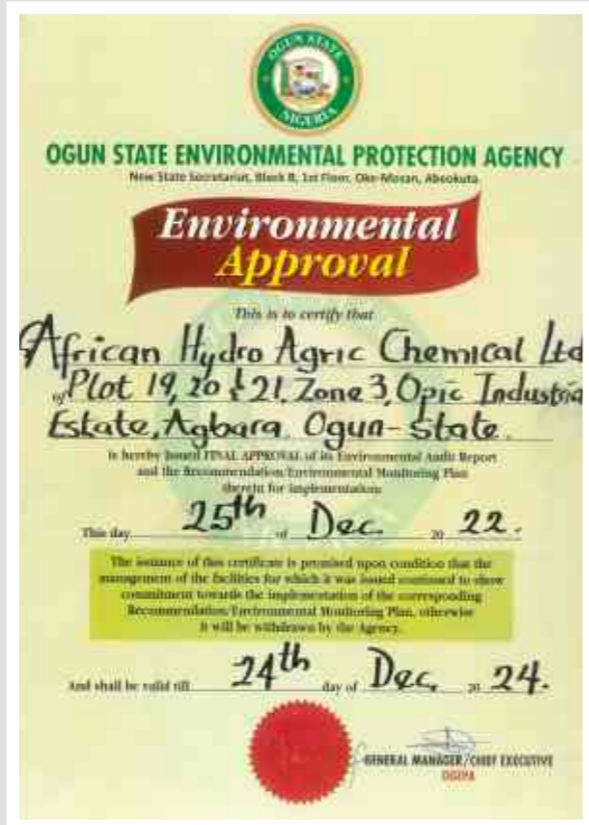 OGUN STATE
NIGERIA
OGUN STATE ENVIRONMENTAL PROTECTION AGENCY
New State Secretariat, Block B, 1st Floor, Oke-Mosan, Abeokuta
Environmental
Approval
This is to certify that
African Hydro Agric Chemical Ltd
of Plot 19, 20 & 21, Zone 3, Opic Industria
Estate, Agbara, Ogun-State.
is hereby Issued FINAL APPROVAL of its Environmental Audit Report
and the Recommendation/Environmental Monitoring Plan
therein for implementation:
This day 25th of Dec. 20 22.
The issuance of this certificate is promised upon condition that the
management of the facilities for which it was issued continued to show
commitment towards the implementation of the corresponding
Recommendation/Environmental Monitoring Plan, otherwise
it will be withdrawn by the Agency.
And shall be valid till 24th day of Dec. 20 24.
GENERAL MANAGER/CHIEF EXECUTIVE
OGEPA